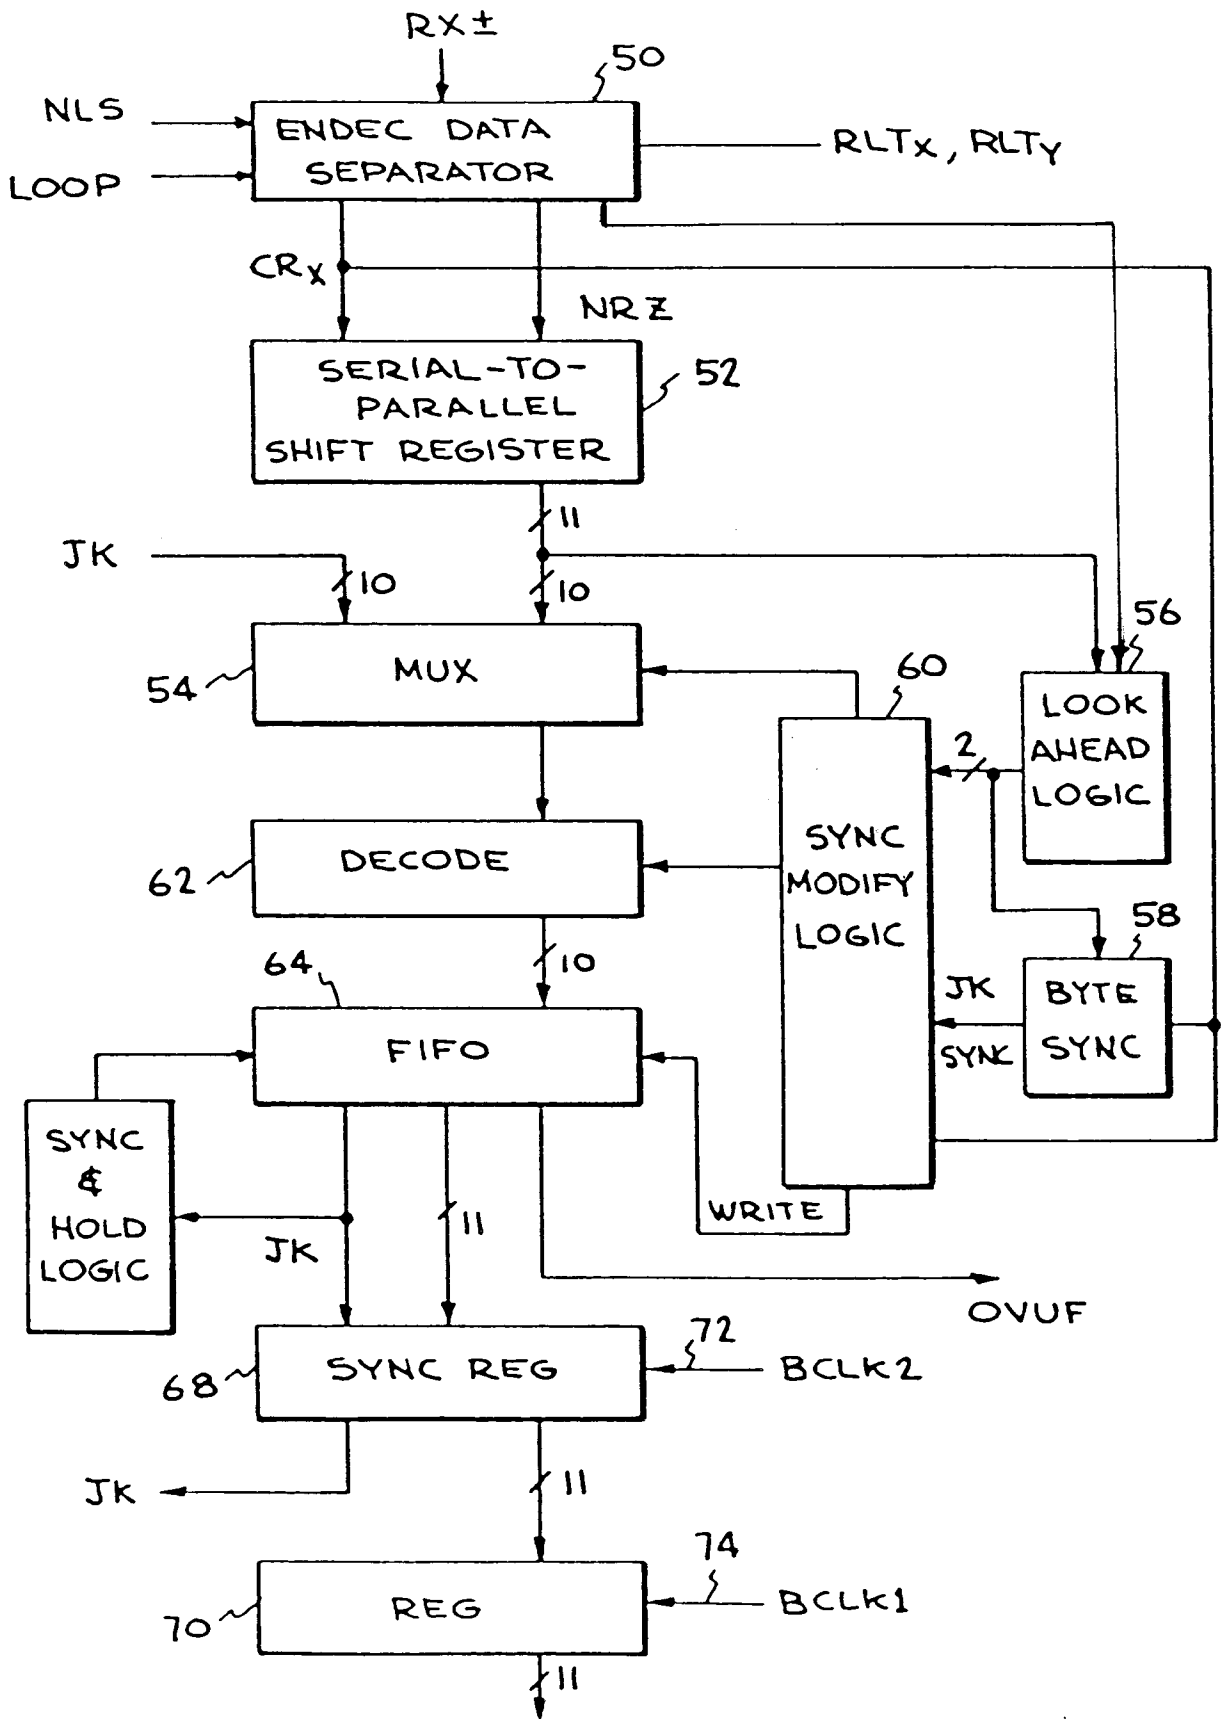 RX±
50
NLS
ENDEC DATA
SEPARATOR
RLTX, RLTY
LOOP
CRX
NRZ
SERIAL-TO-
PARALLEL
SHIFT REGISTER
52
11
JK
10
10
56
MUX
54
60
LOOK
AHEAD
LOGIC
2
SYNC
MODIFY
LOGIC
DECODE
62
58
10
64
JK
SYNC
BYTE
SYNC
FIFO
SYNC
&
HOLD
LOGIC
WRITE
11
JK
OVUF
72
SYNC REG
BCLK2
68
JK
11
74
REG
BCLK1
70
11